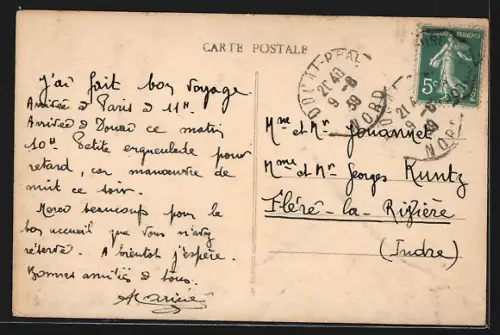 CARTE POSTALE
J'ai fait bon voyage
Arrivée à Paris à 11H.
Arrivée à Douai ce matin
10H. Petite engueulade pour
retard, car manœuvre de
nuit ce soir.
Merci beaucoup pour le
bon accueil que vous m'avez
réservé. A bientôt j'espère.
Bonnes amitiés à tous.
5c
NORD
NORD
Mme et Mr Jouannet
Mme et Mr Georges Kuntz
Fléré-la-Rivière
(Indre)